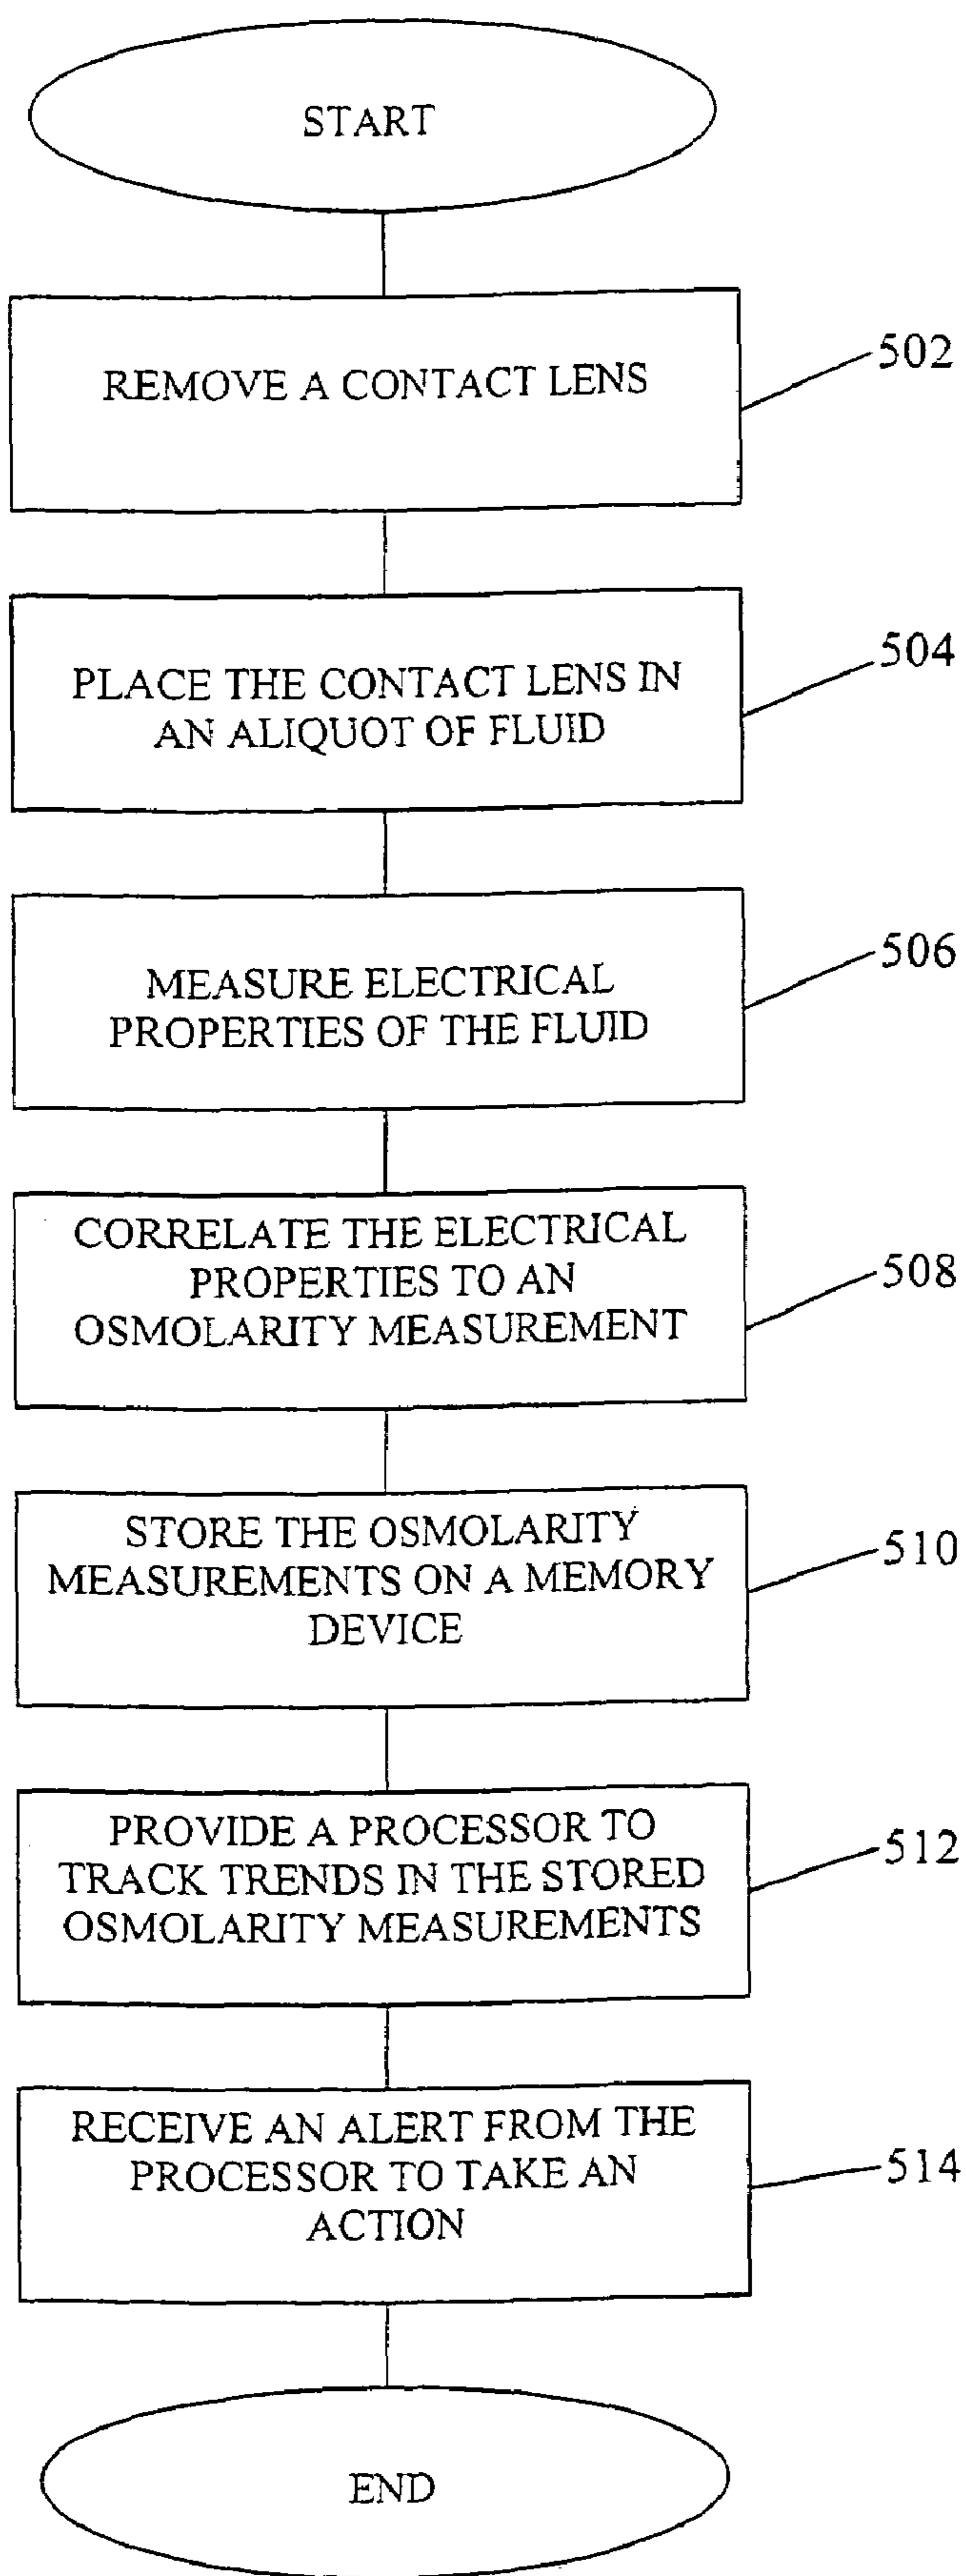 START
REMOVE A CONTACT LENS
502
PLACE THE CONTACT LENS IN
AN ALIQUOT OF FLUID
504
MEASURE ELECTRICAL
PROPERTIES OF THE FLUID
506
CORRELATE THE ELECTRICAL
PROPERTIES TO AN
OSMOLARITY MEASUREMENT
508
STORE THE OSMOLARITY
MEASUREMENTS ON A MEMORY
DEVICE
510
PROVIDE A PROCESSOR TO
TRACK TRENDS IN THE STORED
OSMOLARITY MEASUREMENTS
512
RECEIVE AN ALERT FROM THE
PROCESSOR TO TAKE AN
ACTION
514
END